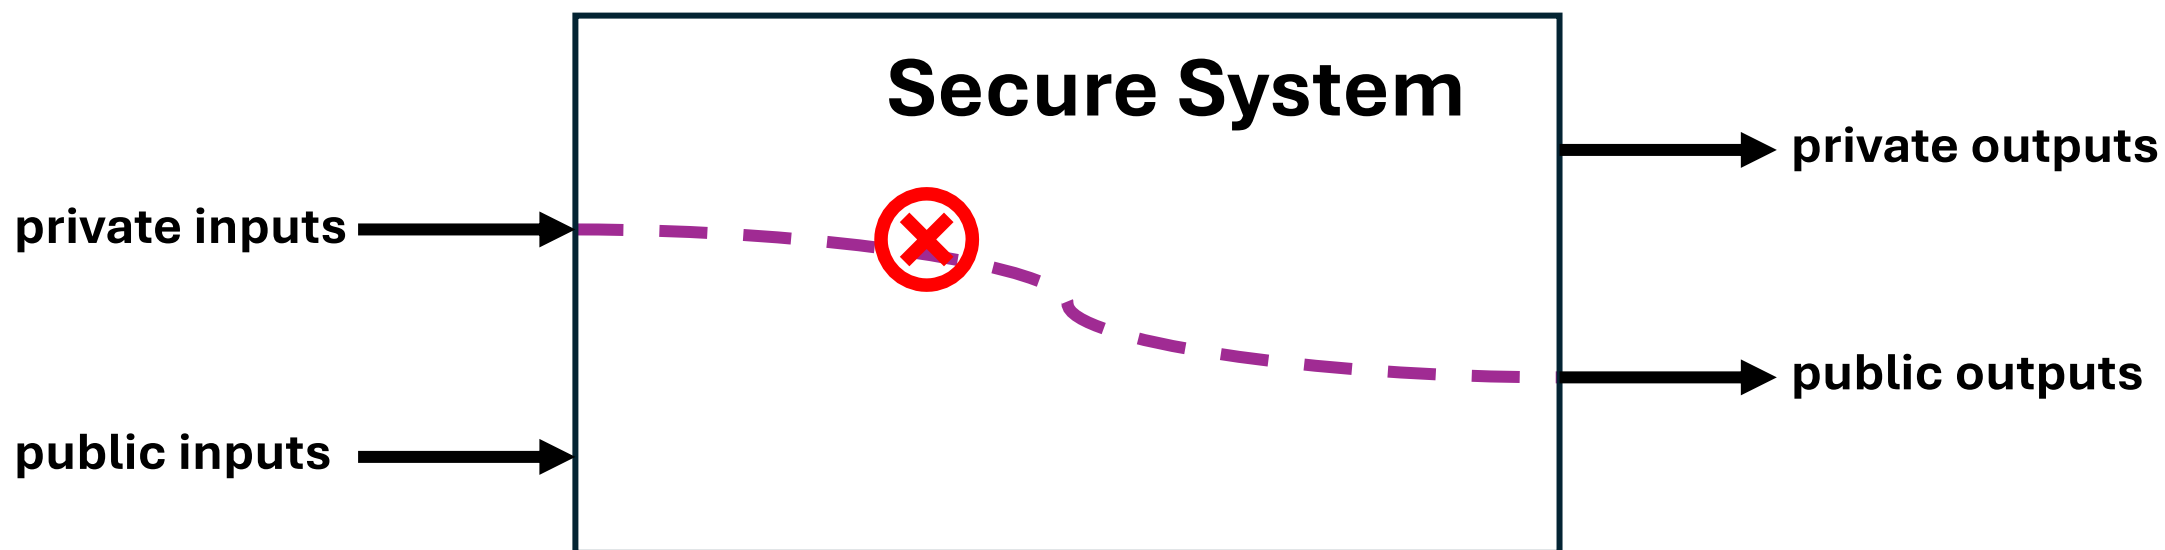 Secure System
private inputs
public inputs
private outputs
public outputs